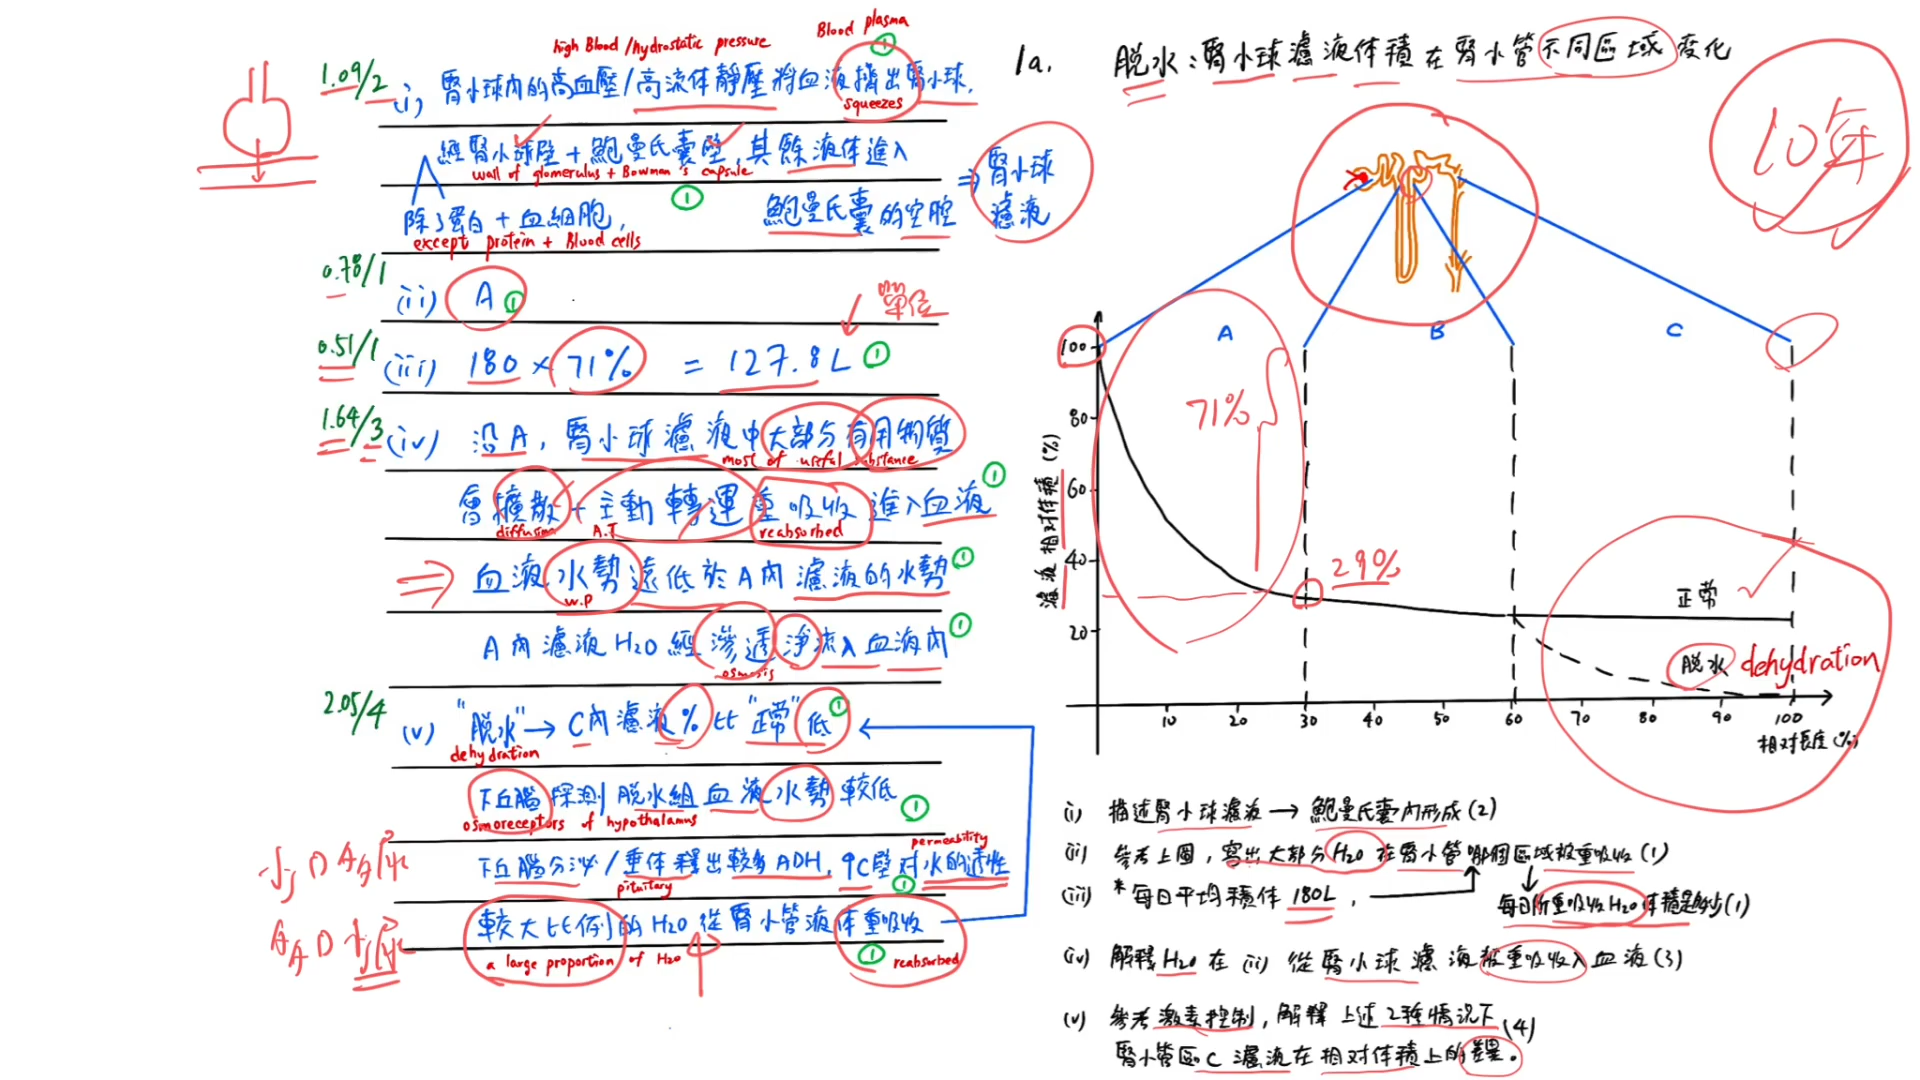 high Blood / hydrostatic pressure
Blood plasma
1.09/2
(i) 腎小球內的高血壓/高流体靜壓將血液擠出腎小球,
squeezes
經腎小球壁 + 鮑曼氏囊壁, 其餘液体進入
wall of glomerulus + Bowman's capsule
除了蛋白 + 血細胞,
鮑曼氏囊的空腔
⇒ 腎小球
濾液
except protein + Blood cells
0.78/1
(ii) A
單位
0.51/1
(iii) 180 × 71% = 127.8L
1.64/3
(iv) 沿A, 腎小球濾液中大部分有用物質
most of useful substance
會擴散 + 主動轉運重吸收進入血液
diffusion A.T reabsorbed
⇒ 血液水勢遠低於A內濾液的水勢
w.p
A內濾液H2O經滲透淨流入血液內
osmosis
2.05/4
(v) "脫水" → C內濾液%比"正常"低
dehydration
下丘腦探測脫水組血液水勢較低
osmoreceptors of hypothalamus
permeability
下丘腦分泌/垂体釋出較多ADH, ↑C壁對水的透性
pituitary
較大比例的H2O從腎小管液体重吸收
a large proportion of H2O reabsorbed
1a. 脫水:腎小球濾液体積在腎小管不同區域变化
10年
A B C
100
80
60
40
20
71%
29%
濾液相对体積 (%)
正常
脫水 dehydration
10 20 30 40 50 60 70 80 90 100
相对長度 (%)
(i) 描述腎小球濾液 → 鮑曼氏囊內形成 (2)
(ii) 參考上圖, 寫出大部分H2O在腎小管哪個區域被重吸收 (1)
(iii) *每日平均積体 180L,
每日所重吸收H2O体積是多少 (1)
(iv) 解釋H2O在 (ii) 從腎小球濾液被重吸收入血液 (3)
(v) 參考激素控制, 解釋上述2種情況下 (4)
腎小管區C濾液在相对体積上的差異。